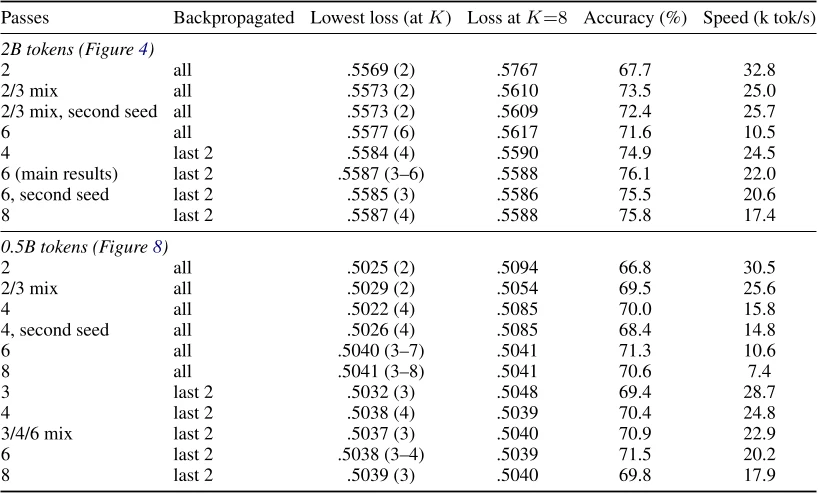 Passes Backpropagated Lowest loss (at K) Loss at K=8 Accuracy (%) Speed (k tok/s)
2B tokens (Figure 4)
2 all .5569 (2) .5767 67.7 32.8
2/3 mix all .5573 (2) .5610 73.5 25.0
2/3 mix, second seed all .5573 (2) .5609 72.4 25.7
6 all .5577 (6) .5617 71.6 10.5
4 last 2 .5584 (4) .5590 74.9 24.5
6 (main results) last 2 .5587 (3–6) .5588 76.1 22.0
6, second seed last 2 .5585 (3) .5586 75.5 20.6
8 last 2 .5587 (4) .5588 75.8 17.4
0.5B tokens (Figure 8)
2 all .5025 (2) .5094 66.8 30.5
2/3 mix all .5029 (2) .5054 69.5 25.6
4 all .5022 (4) .5085 70.0 15.8
4, second seed all .5026 (4) .5085 68.4 14.8
6 all .5040 (3–7) .5041 71.3 10.6
8 all .5041 (3–8) .5041 70.6 7.4
3 last 2 .5032 (3) .5048 69.4 28.7
4 last 2 .5038 (4) .5039 70.4 24.8
3/4/6 mix last 2 .5037 (3) .5040 70.9 22.9
6 last 2 .5038 (3–4) .5039 71.5 20.2
8 last 2 .5039 (3) .5040 69.8 17.9